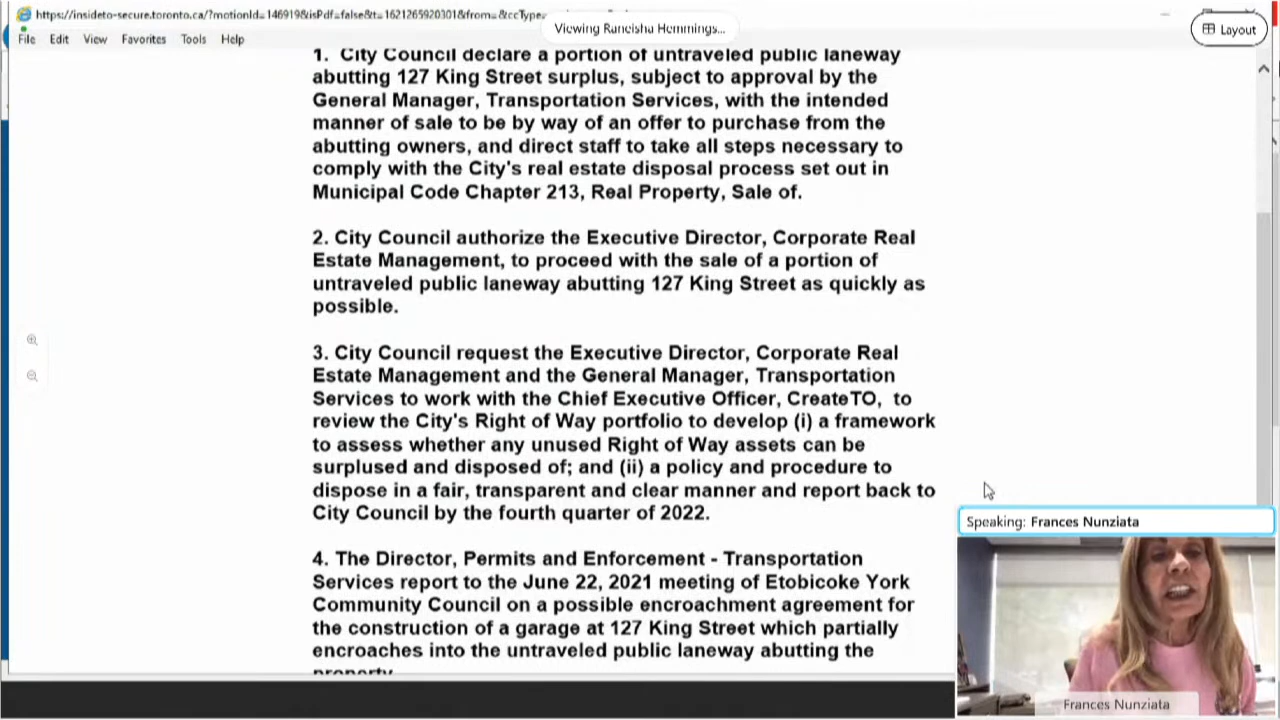 https://insideto-secure.toronto.ca/?motionId=146919&isPdf=false&t=1621265920301&from=&ccType=
Viewing Raneisha Hemmings...
Layout
File Edit View Favorites Tools Help
1. City Council declare a portion of untraveled public laneway
abutting 127 King Street surplus, subject to approval by the
General Manager, Transportation Services, with the intended
manner of sale to be by way of an offer to purchase from the
abutting owners, and direct staff to take all steps necessary to
comply with the City's real estate disposal process set out in
Municipal Code Chapter 213, Real Property, Sale of.
2. City Council authorize the Executive Director, Corporate Real
Estate Management, to proceed with the sale of a portion of
untraveled public laneway abutting 127 King Street as quickly as
possible.
3. City Council request the Executive Director, Corporate Real
Estate Management and the General Manager, Transportation
Services to work with the Chief Executive Officer, CreateTO, to
review the City's Right of Way portfolio to develop (i) a framework
to assess whether any unused Right of Way assets can be
surplused and disposed of; and (ii) a policy and procedure to
dispose in a fair, transparent and clear manner and report back to
City Council by the fourth quarter of 2022.
4. The Director, Permits and Enforcement - Transportation
Services report to the June 22, 2021 meeting of Etobicoke York
Community Council on a possible encroachment agreement for
the construction of a garage at 127 King Street which partially
encroaches into the untraveled public laneway abutting the
property.
Speaking: Frances Nunziata
Frances Nunziata